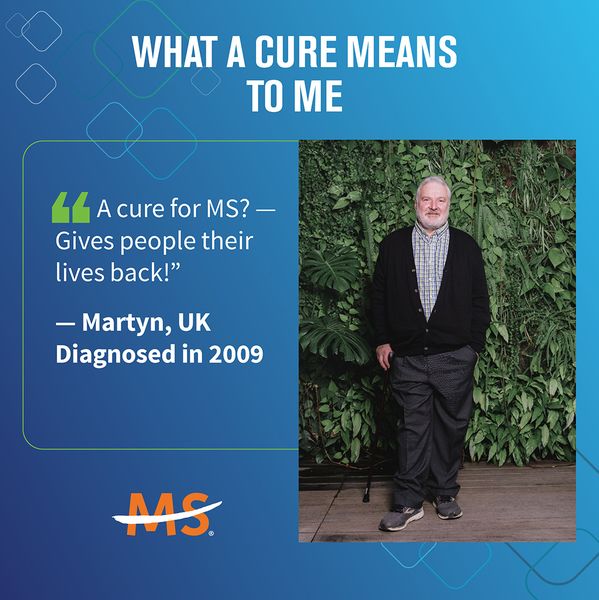 WHAT A CURE MEANS
TO ME
“ A cure for MS? —
Gives people their
lives back!”
— Martyn, UK
Diagnosed in 2009
MS®